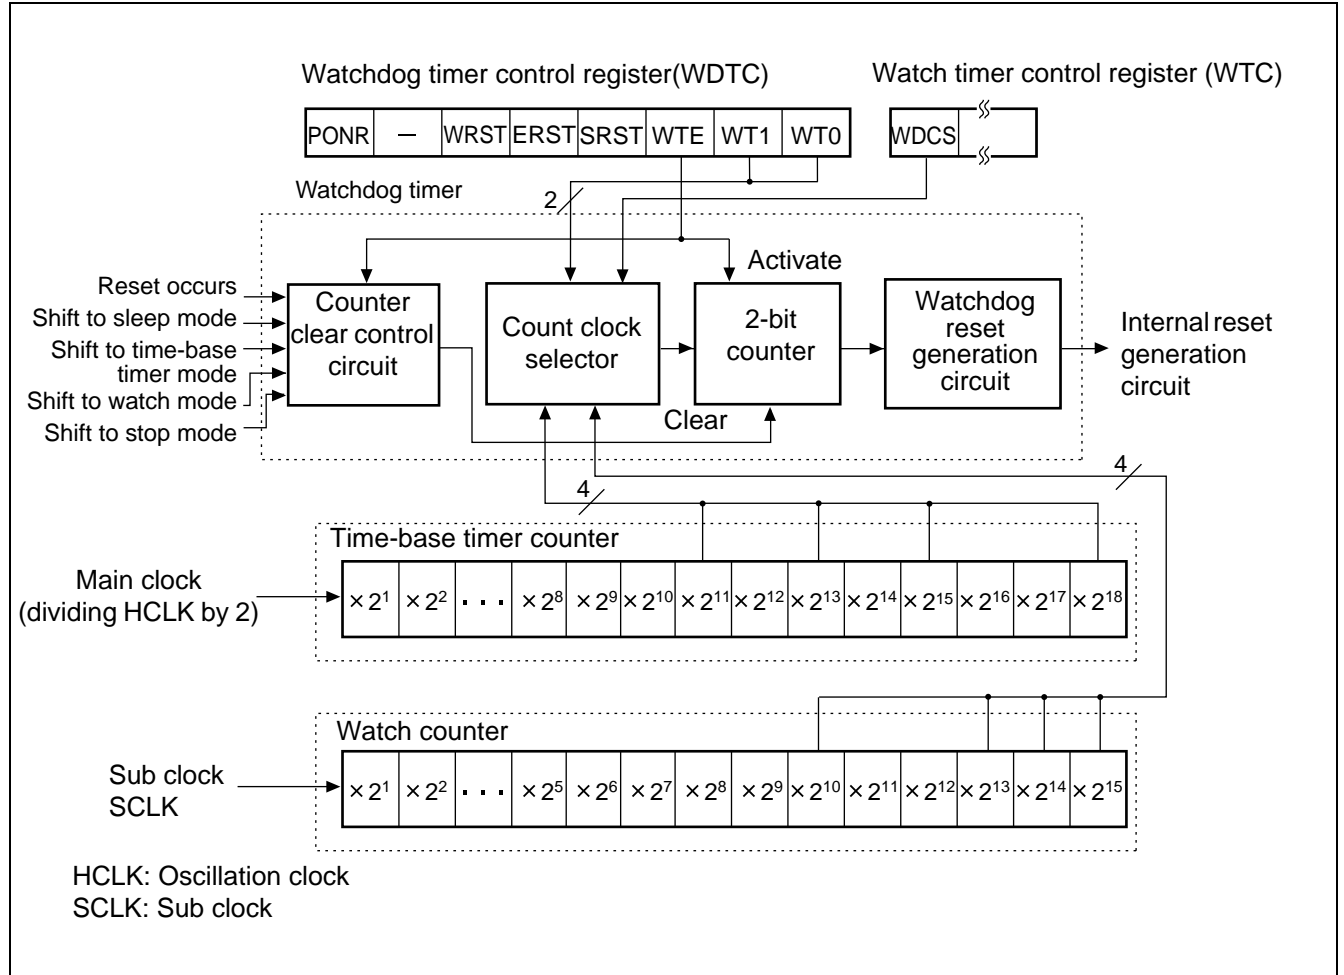 Watchdog timer control register(WDTC)
Watch timer control register (WTC)
PONR — WRST ERST SRST WTE WT1 WT0
WDCS
Watchdog timer
2
Activate
Reset occurs
Shift to sleep mode
Shift to time-base
timer mode
Shift to watch mode
Shift to stop mode
Counter
clear control
circuit
Count clock
selector
2-bit
counter
Watchdog
reset
generation
circuit
Internal reset
generation
circuit
Clear
4
4
Time-base timer counter
Main clock
(dividing HCLK by 2)
×2¹ ×2² · · · ×2⁸ ×2⁹ ×2¹⁰ ×2¹¹ ×2¹² ×2¹³ ×2¹⁴ ×2¹⁵ ×2¹⁶ ×2¹⁷ ×2¹⁸
Watch counter
Sub clock
SCLK
×2¹ ×2² · · · ×2⁵ ×2⁶ ×2⁷ ×2⁸ ×2⁹ ×2¹⁰ ×2¹¹ ×2¹² ×2¹³ ×2¹⁴ ×2¹⁵
HCLK: Oscillation clock
SCLK: Sub clock